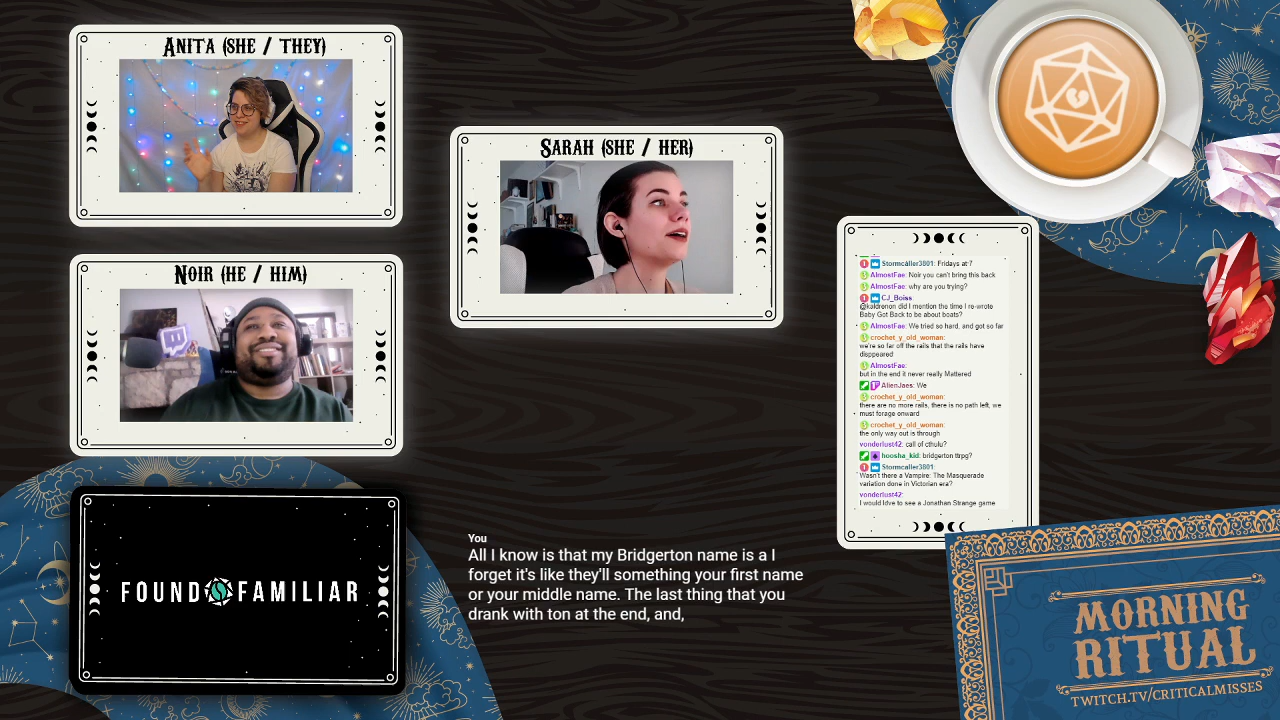 ANITA (SHE / THEY)
NOIR (HE / HIM)
SARAH (SHE / HER)
Stormcaller3801: Fridays at 7
AlmostFae: Noir you can't bring this back
AlmostFae: why are you trying?
CJ_Boiss
@kaldrenon did I mention the time I re-wrote
Baby Got Back to be about boats?
AlmostFae: We tried so hard, and got so far
crochet_y_old_woman:
we're so far off the rails that the rails have
disppeared
AlmostFae:
but in the end it never really Mattered
AlienJaes: We
crochet_y_old_woman:
there are no more rails, there is no path left, we
must forage onward
crochet_y_old_woman:
the only way out is through
vonderlust42: call of cthulu?
hoosha_kid: bridgerton ttrpg?
Stormcaller3801:
Wasn't there a Vampire: The Masquerade
variation done in Victorian era?
vonderlust42:
I would ldve to see a Jonathan Strange game
FOUND FAMILIAR
You
All I know is that my Bridgerton name is a I
forget it's like they'll something your first name
or your middle name. The last thing that you
drank with ton at the end, and,
MORNING
RITUAL
TWITCH.TV/CRITICALMISSES